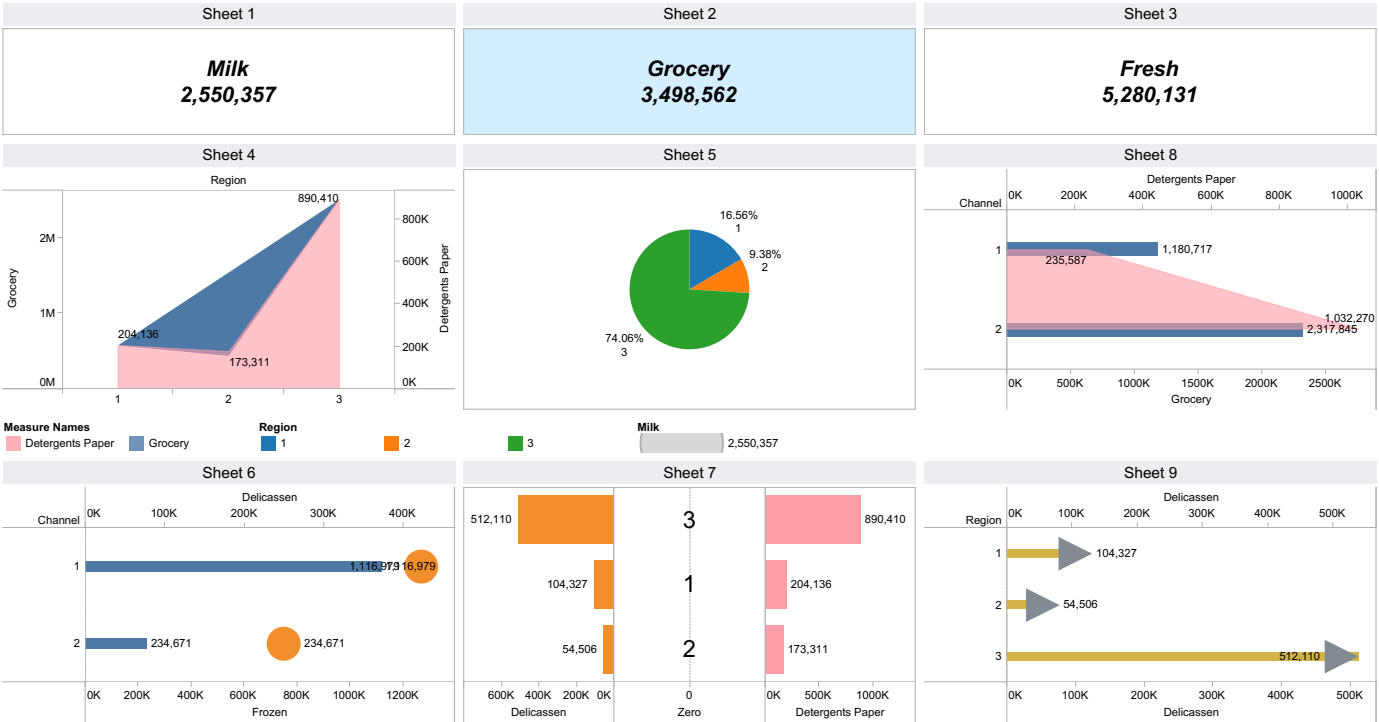 Sheet 1
Milk
2,550,357
Sheet 2
Grocery
3,498,562
Sheet 3
Fresh
5,280,131
Sheet 4
Region
890,410
2M
1M
0M
Grocery
204,136
173,311
800K
600K
400K
200K
0K
Detergents Paper
1 2 3
Sheet 5
16.56%
1
9.38%
2
74.06%
3
Sheet 8
Detergents Paper
0K 200K 400K 600K 800K 1000K
Channel
1
1,180,717
235,587
1,032,270
2
2,317,845
0K 500K 1000K 1500K 2000K 2500K
Grocery
Measure Names
Detergents Paper Grocery
Region
1 2 3
Milk
2,550,357
Sheet 6
Delicassen
0K 100K 200K 300K 400K
Channel
1
1,116,979
1,116,979
2
234,671
234,671
0K 200K 400K 600K 800K 1000K 1200K
Frozen
Sheet 7
512,110 3 890,410
104,327 1 204,136
54,506 2 173,311
600K 400K 200K 0K
Delicassen
0
Zero
0K 500K 1000K
Detergents Paper
Sheet 9
Delicassen
0K 100K 200K 300K 400K 500K
Region
1 104,327
2 54,506
3 512,110
0K 100K 200K 300K 400K 500K
Delicassen